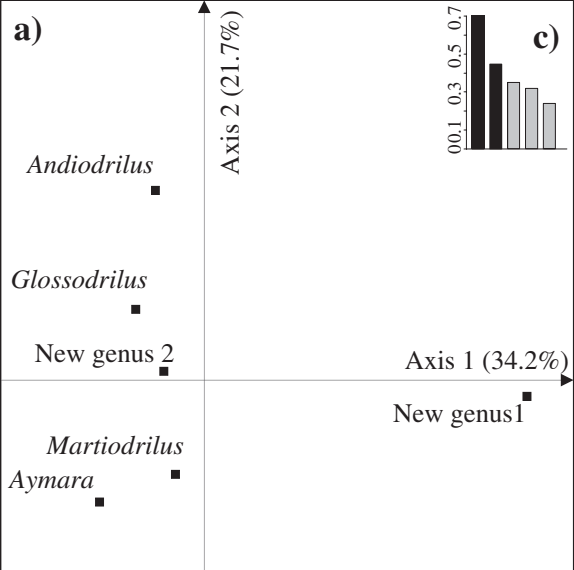 a)
c)
0.7
0.5
0.3
0.1
0
Axis 2 (21.7%)
Andiodrilus
Glossodrilus
New genus 2
Axis 1 (34.2%)
New genus1
Martiodrilus
Aymara